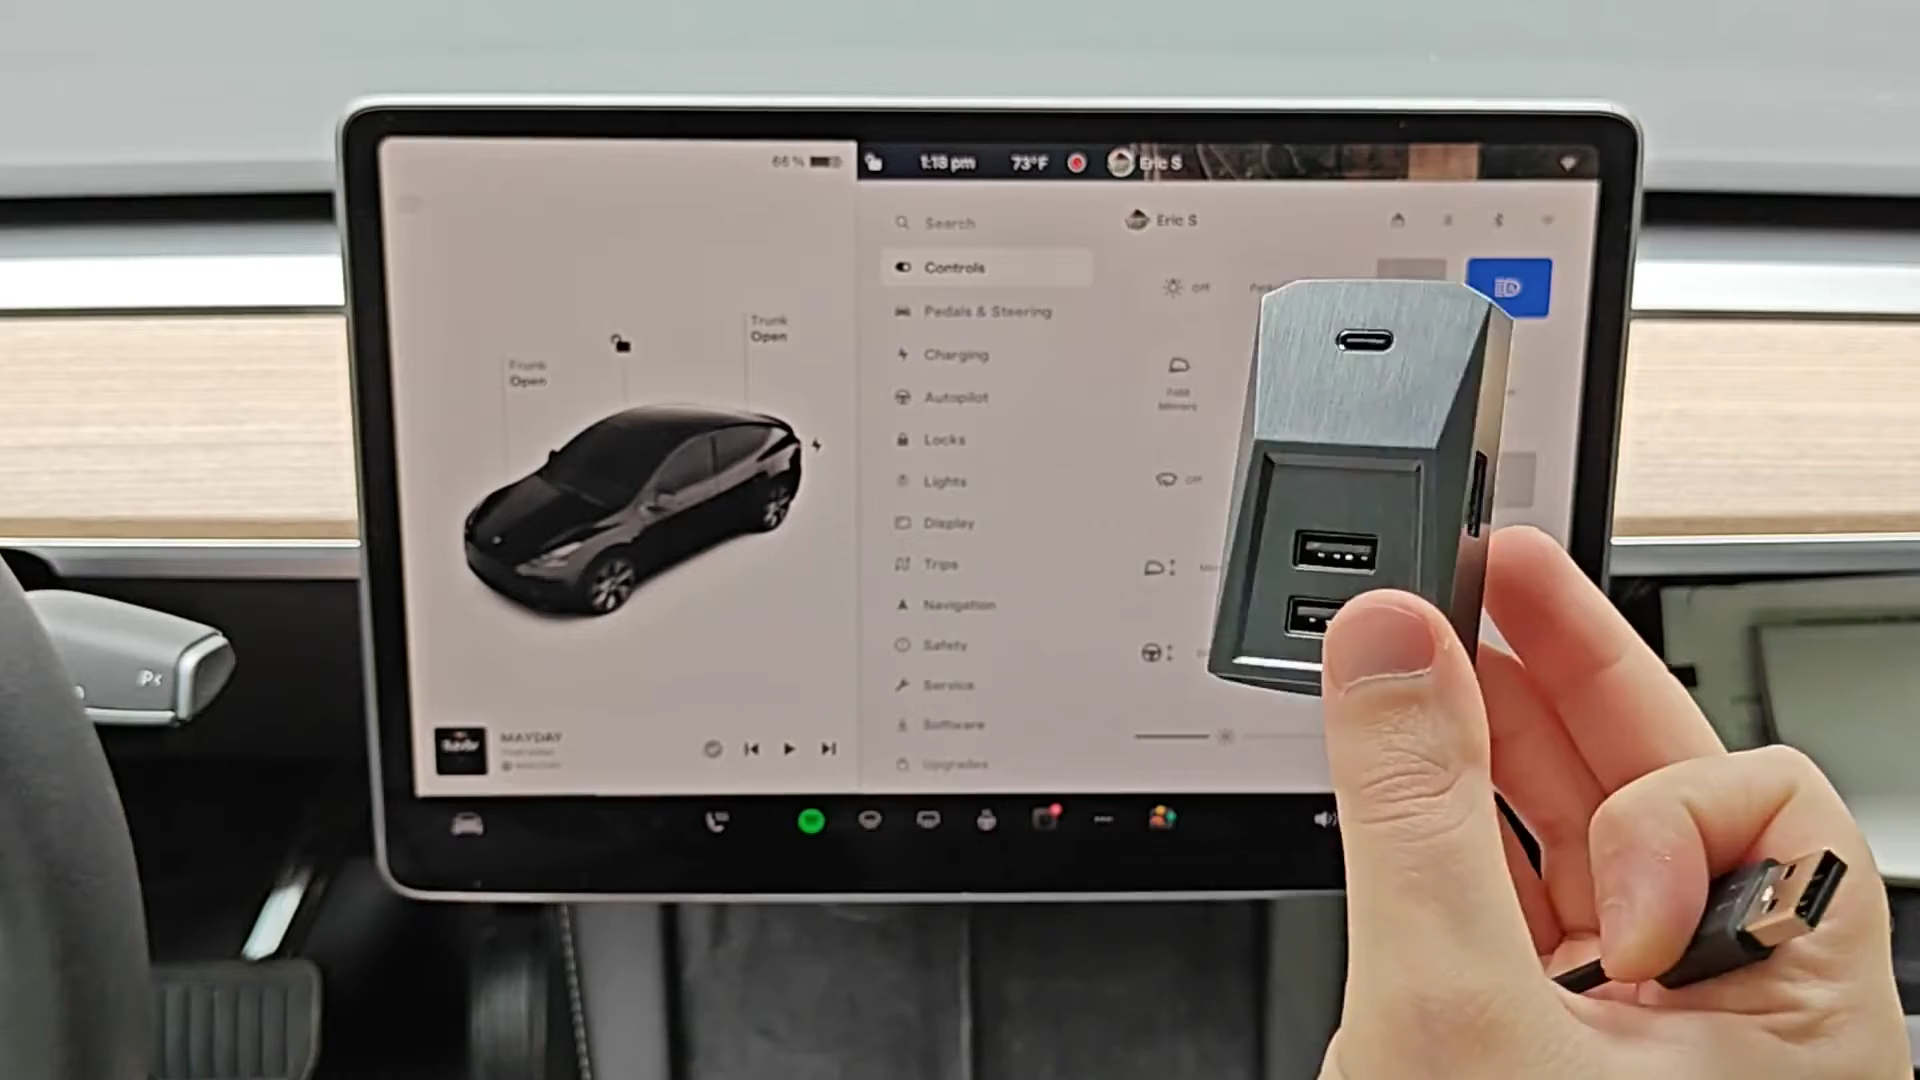 66 %
1:18 pm 73°F Eric S
Search
Eric S
Controls
Off
Pedals & Steering
Trunk
Open
Charging
Frunk
Open
Autopilot
Fold
Mirrors
Locks
Lights
Off
Display
Trips
Navigation
Safety
Service
Software
Upgrades
MAYDAY